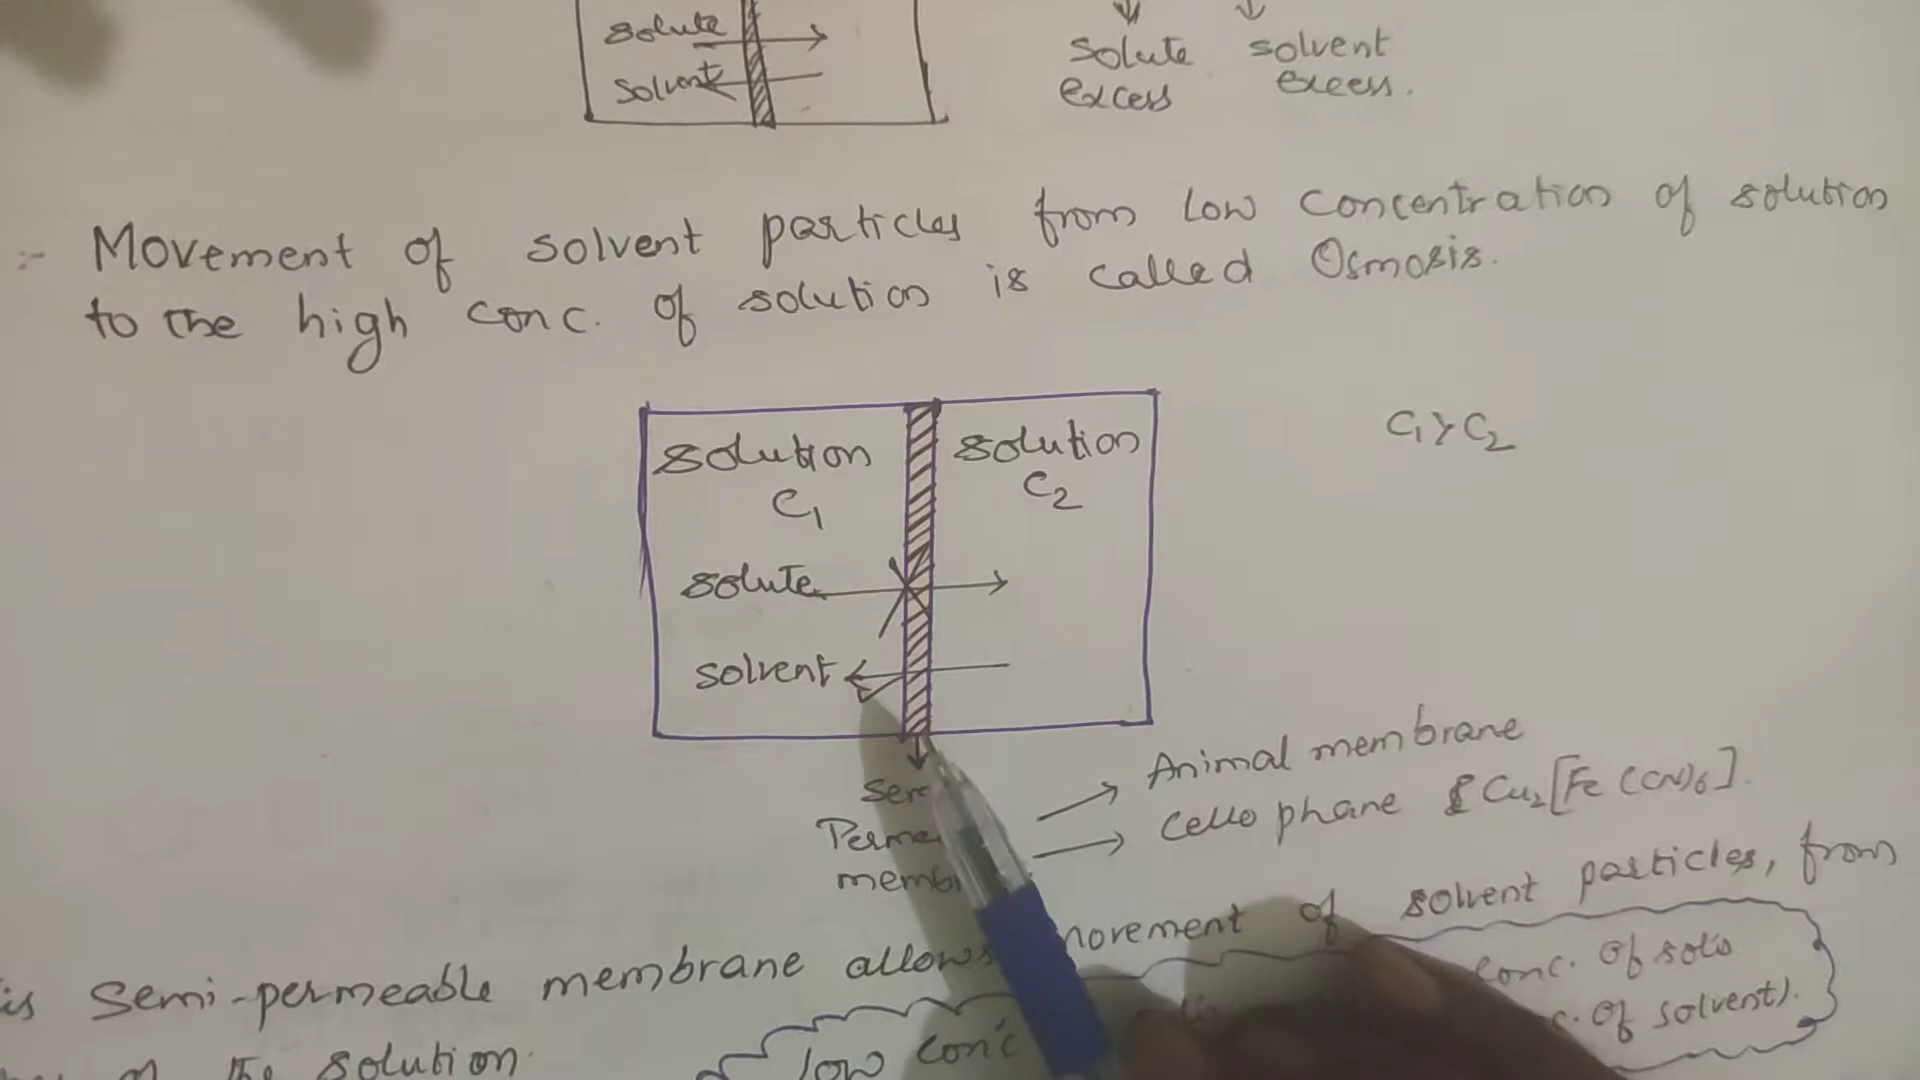 solute
solvent
solute solvent
excess excess.
:- Movement of solvent particles from Low concentration of solution
to the high conc. of solution is called Osmosis.
solution solution
C1 C2
C1 > C2
solute
solvent
Animal membrane
Cellophane & Cu2[Fe(CN)6].
is semi-permeable membrane allows movement of solvent particles, from
conc. of
low conc of solvent).
of the solution.